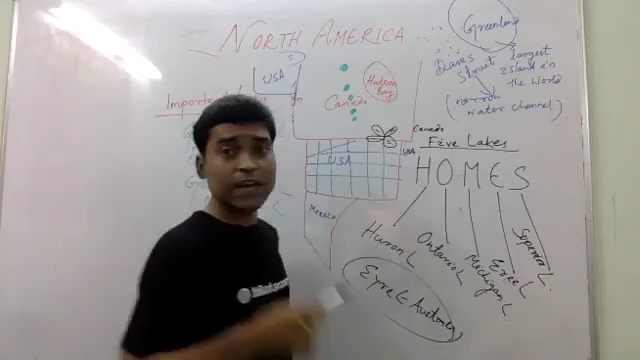 NORTH AMERICA
Greenland
largest
island in
the world
Davis
Strait
(narrow
water channel)
USA
Hudson
Bay
Canada
Important
Canada
USA
Five Lakes
USA
HOMES
Mexico
Huron L
Ontario L
Michigan L.
Eree L.
Superior L.
Eyre L Australia